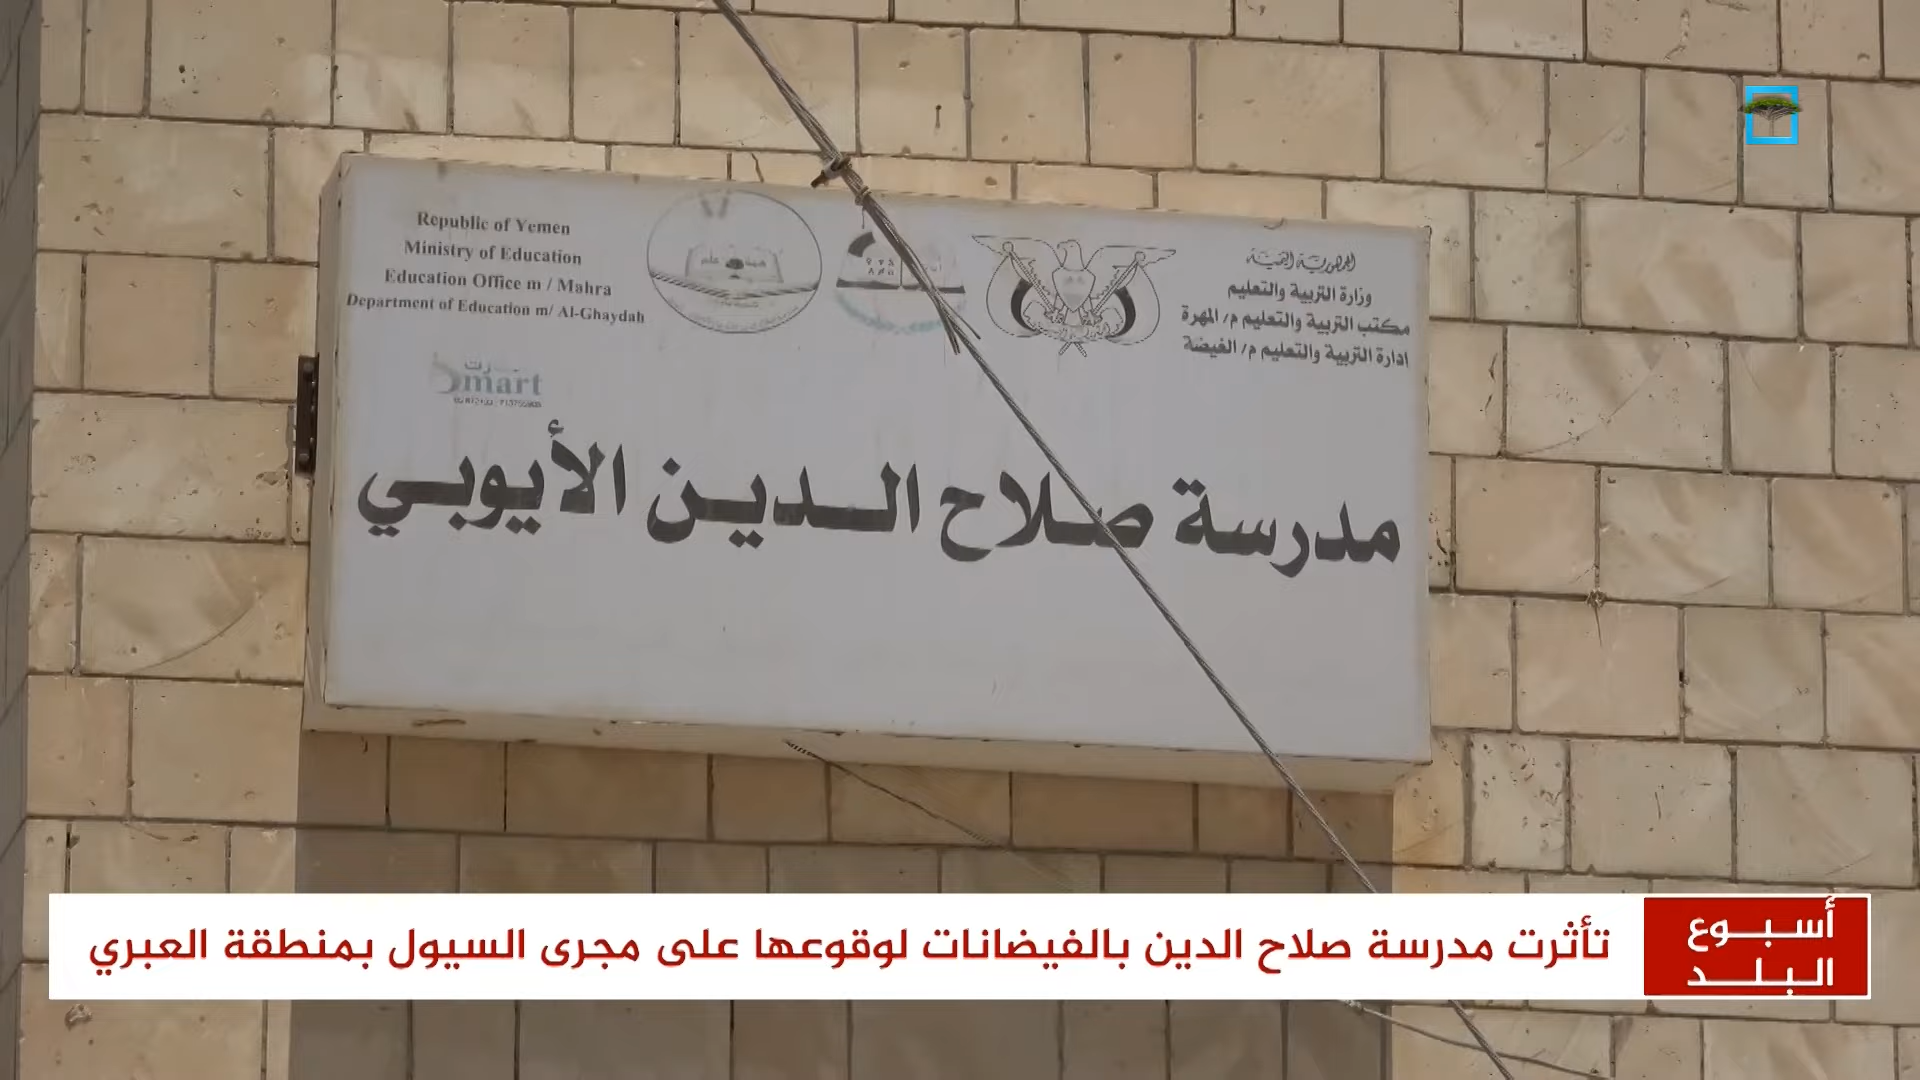 Republic of Yemen
Ministry of Education
Education Office m / Mahra
Department of Education m/ Al-Ghaydah
الجمهورية اليمنية
وزارة التربية والتعليم
مكتب التربية والتعليم م/ المهرة
ادارة التربية والتعليم م/ الغيضة
Smart
مدرسة صلاح الدين الأيوبي
أسبوع
البلد
تأثرت مدرسة صلاح الدين بالفيضانات لوقوعها على مجرى السيول بمنطقة العبري